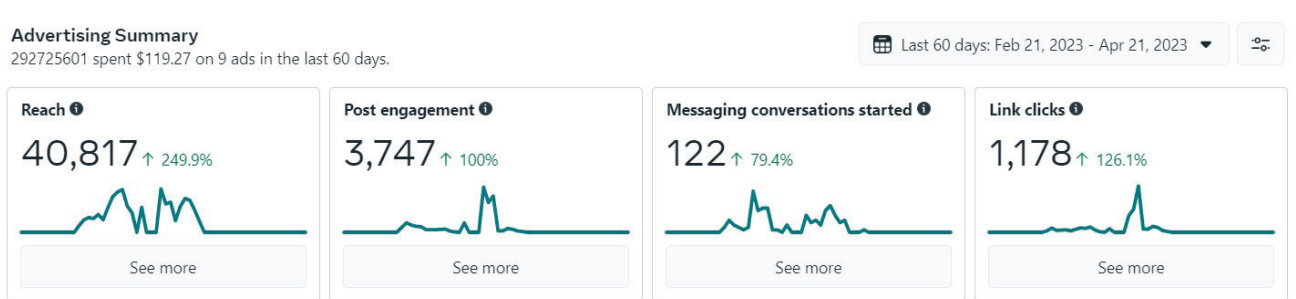 Advertising Summary
292725601 spent $119.27 on 9 ads in the last 60 days.
Last 60 days: Feb 21, 2023 - Apr 21, 2023
Reach
40,817 ↑ 249.9%
See more
Post engagement
3,747 ↑ 100%
See more
Messaging conversations started
122 ↑ 79.4%
See more
Link clicks
1,178 ↑ 126.1%
See more